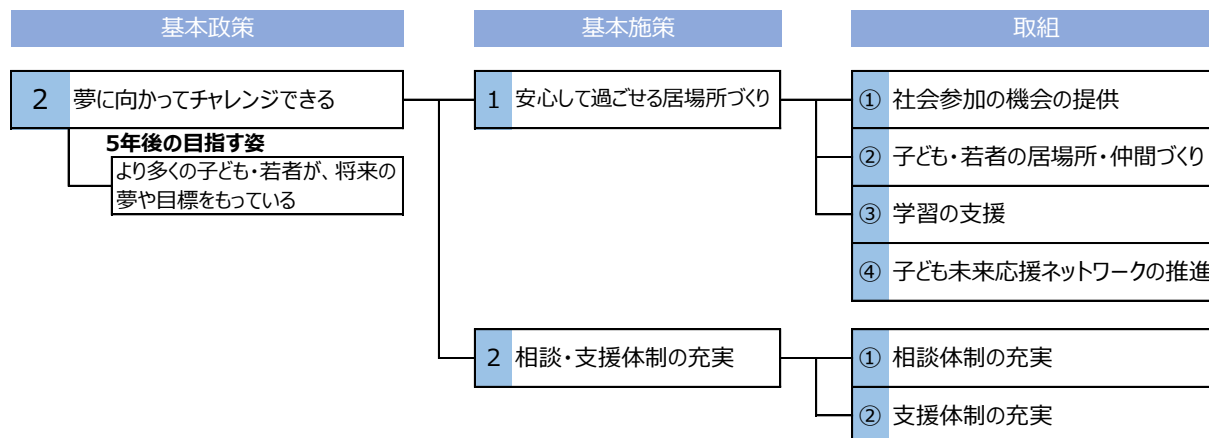 基本政策
基本施策
取組
2 夢に向かってチャレンジできる
5年後の目指す姿
より多くの子ども・若者が、将来の
夢や目標をもっている
1 安心して過ごせる居場所づくり
① 社会参加の機会の提供
② 子ども・若者の居場所・仲間づくり
③ 学習の支援
④ 子ども未来応援ネットワークの推進
2 相談・支援体制の充実
① 相談体制の充実
② 支援体制の充実